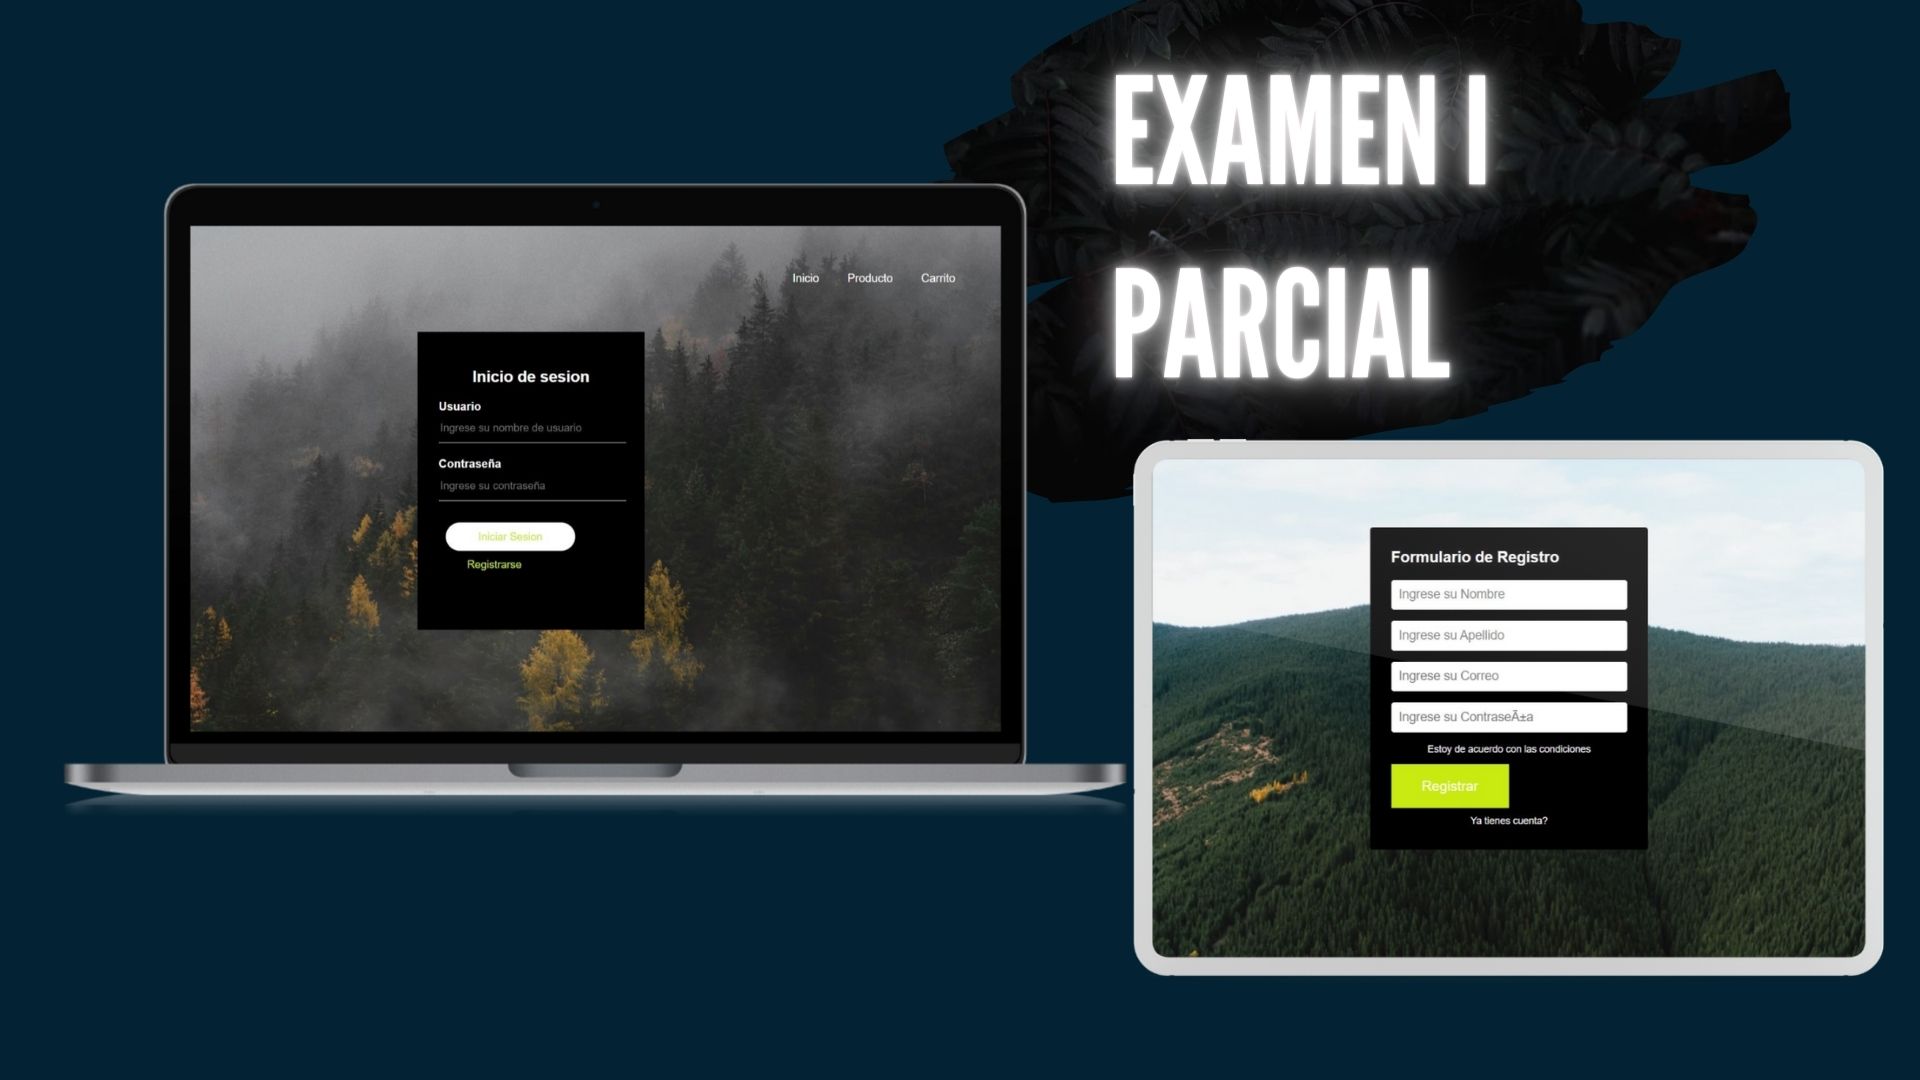 EXAMEN I
PARCIAL
Inicio Producto Carrito
Inicio de sesion
Usuario
Ingrese su nombre de usuario
Contraseña
Ingrese su contraseña
Iniciar Sesion
Registrarse
Formulario de Registro
Ingrese su Nombre
Ingrese su Apellido
Ingrese su Correo
Ingrese su ContraseÃ±a
Estoy de acuerdo con las condiciones
Registrar
Ya tienes cuenta?